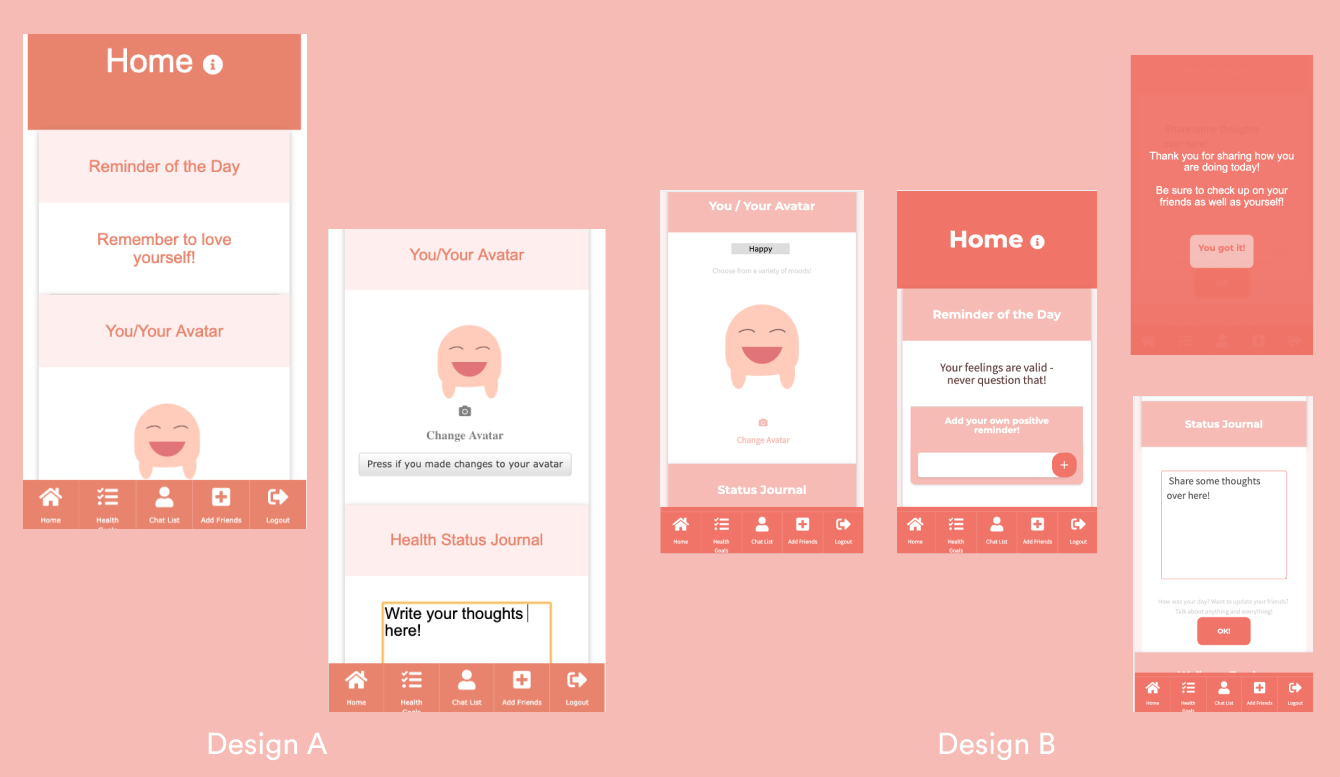 Home
Reminder of the Day
Remember to love
yourself!
You/Your Avatar
Home
Health
Goals
Chat List
Add Friends
Logout
You/Your Avatar
Change Avatar
Press if you made changes to your avatar
Health Status Journal
Write your thoughts
here!
Home
Health
Goals
Chat List
Add Friends
Logout
Design A
You / Your Avatar
Happy
Choose from a variety of moods!
Change Avatar
Status Journal
Home
Health
Goals
Chat List
Add Friends
Logout
Home
Reminder of the Day
Your feelings are valid -
never question that!
Add your own positive
reminder!
+
Home
Health
Goals
Chat List
Add Friends
Logout
Share some thoughts
over here!
Thank you for sharing how you
are doing today!
Be sure to check up on your
friends as well as yourself!
You got it!
Status Journal
Share some thoughts
over here!
How was your day? Want to update your friends?
Talk about anything and everything!
OK!
Home
Health
Goals
Chat List
Add Friends
Logout
Design B